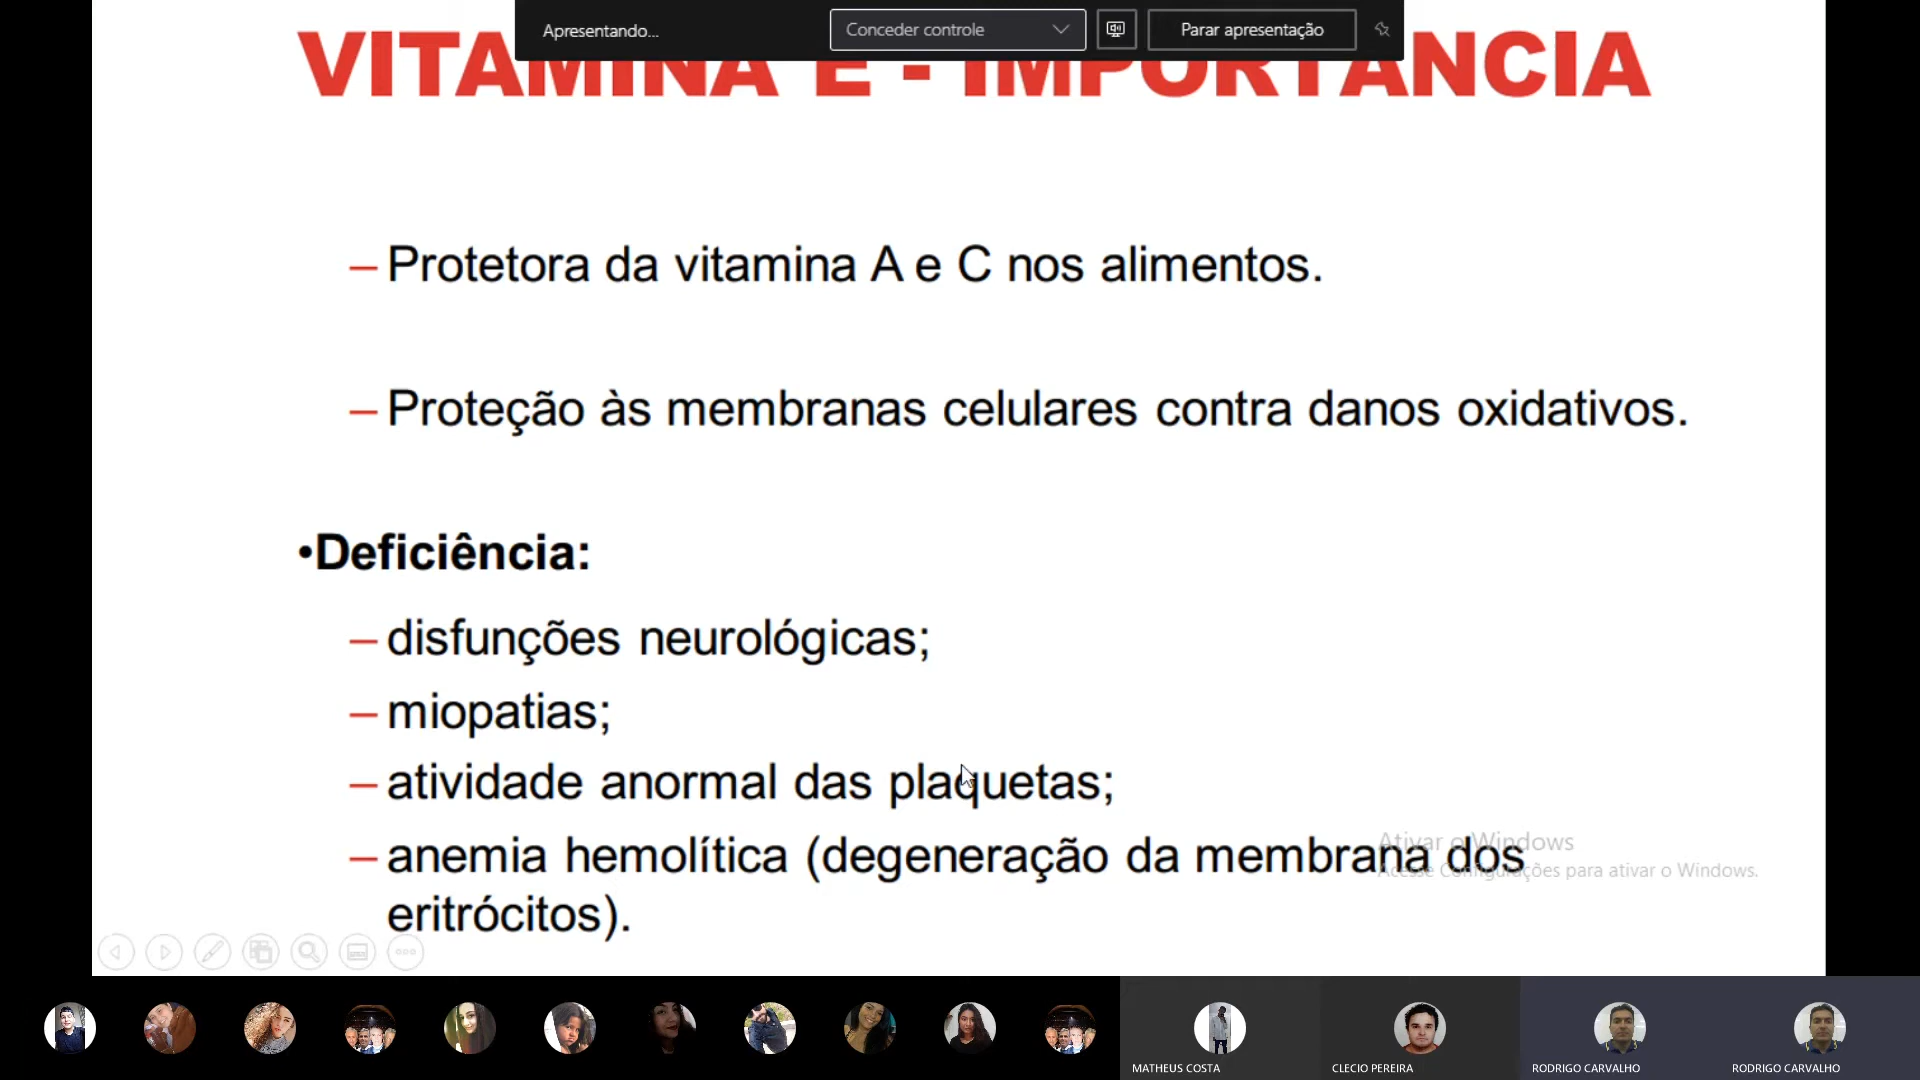 Apresentando...
Conceder controle
Parar apresentação
VITAMINA E - IMPORTÂNCIA
– Protetora da vitamina A e C nos alimentos.
– Proteção às membranas celulares contra danos oxidativos.
•Deficiência:
– disfunções neurológicas;
– miopatias;
– atividade anormal das plaquetas;
– anemia hemolítica (degeneração da membrana dos
eritrócitos).
Ativar o Windows
Acesse Configurações para ativar o Windows.
MATHEUS COSTA
CLECIO PEREIRA
RODRIGO CARVALHO
RODRIGO CARVALHO